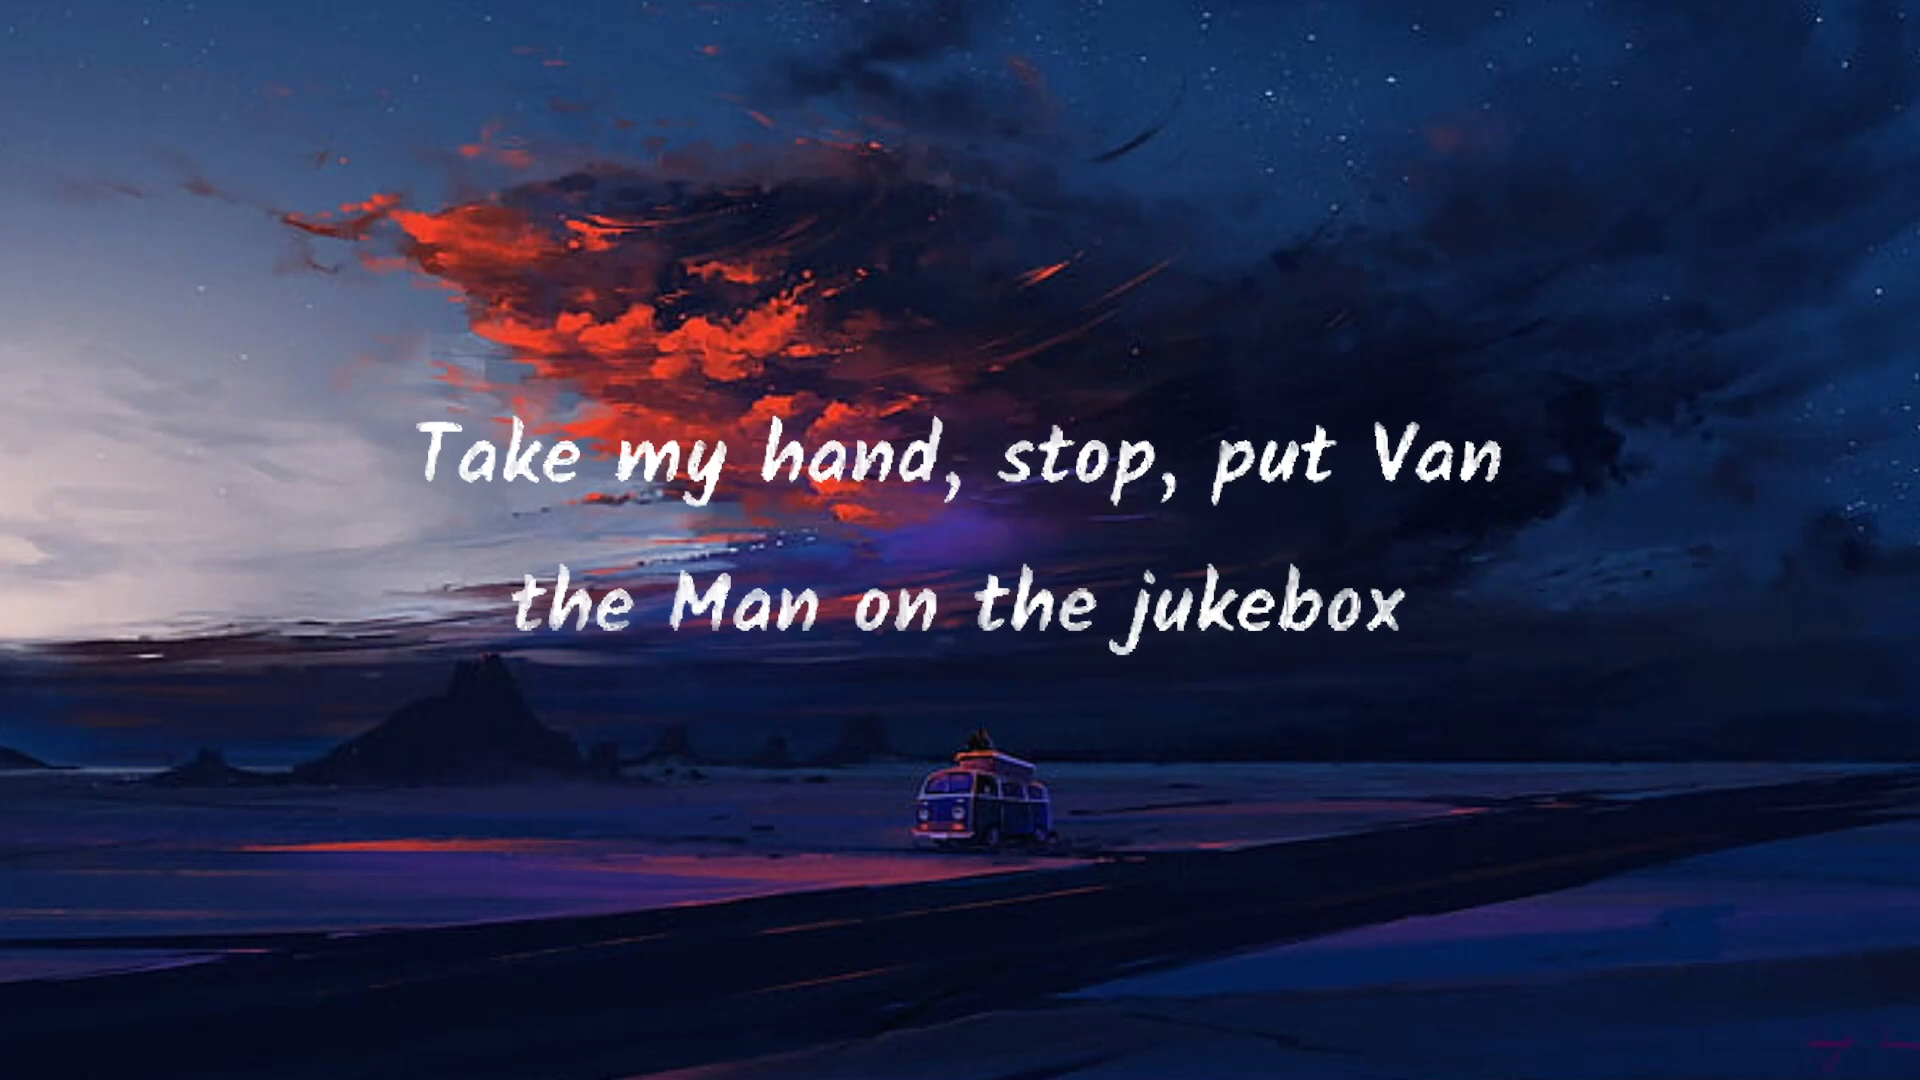 Take my hand, stop, put Van
the Man on the jukebox